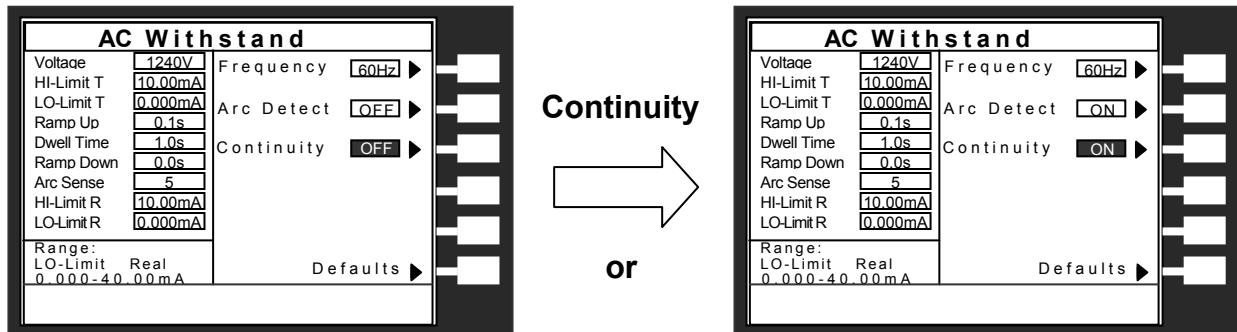 AC Withstand
Voltage 1240V
HI-Limit T 10.00mA
LO-Limit T 0.000mA
Ramp Up 0.1s
Dwell Time 1.0s
Ramp Down 0.0s
Arc Sense 5
HI-Limit R 10.00mA
LO-Limit R 0.000mA
Range:
LO-Limit Real
0.000-40.00mA
Frequency 60Hz
Arc Detect OFF
Continuity OFF
Defaults
Continuity
or
AC Withstand
Voltage 1240V
HI-Limit T 10.00mA
LO-Limit T 0.000mA
Ramp Up 0.1s
Dwell Time 1.0s
Ramp Down 0.0s
Arc Sense 5
HI-Limit R 10.00mA
LO-Limit R 0.000mA
Range:
LO-Limit Real
0.000-40.00mA
Frequency 60Hz
Arc Detect ON
Continuity ON
Defaults